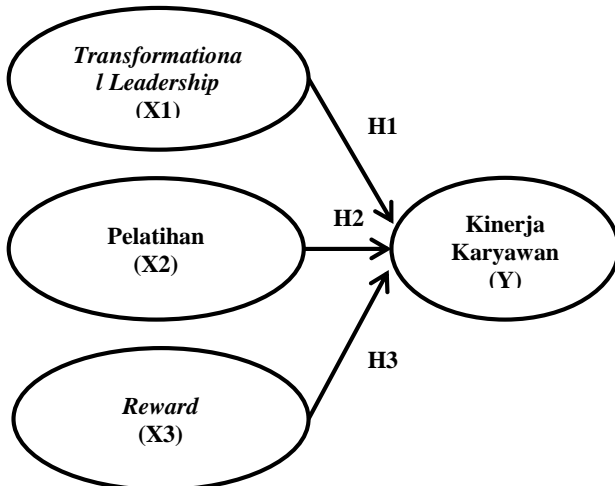 Transformationa
l Leadership
(X1)
H1
Pelatihan
(X2)
H2
Kinerja
Karyawan
(Y)
H3
Reward
(X3)